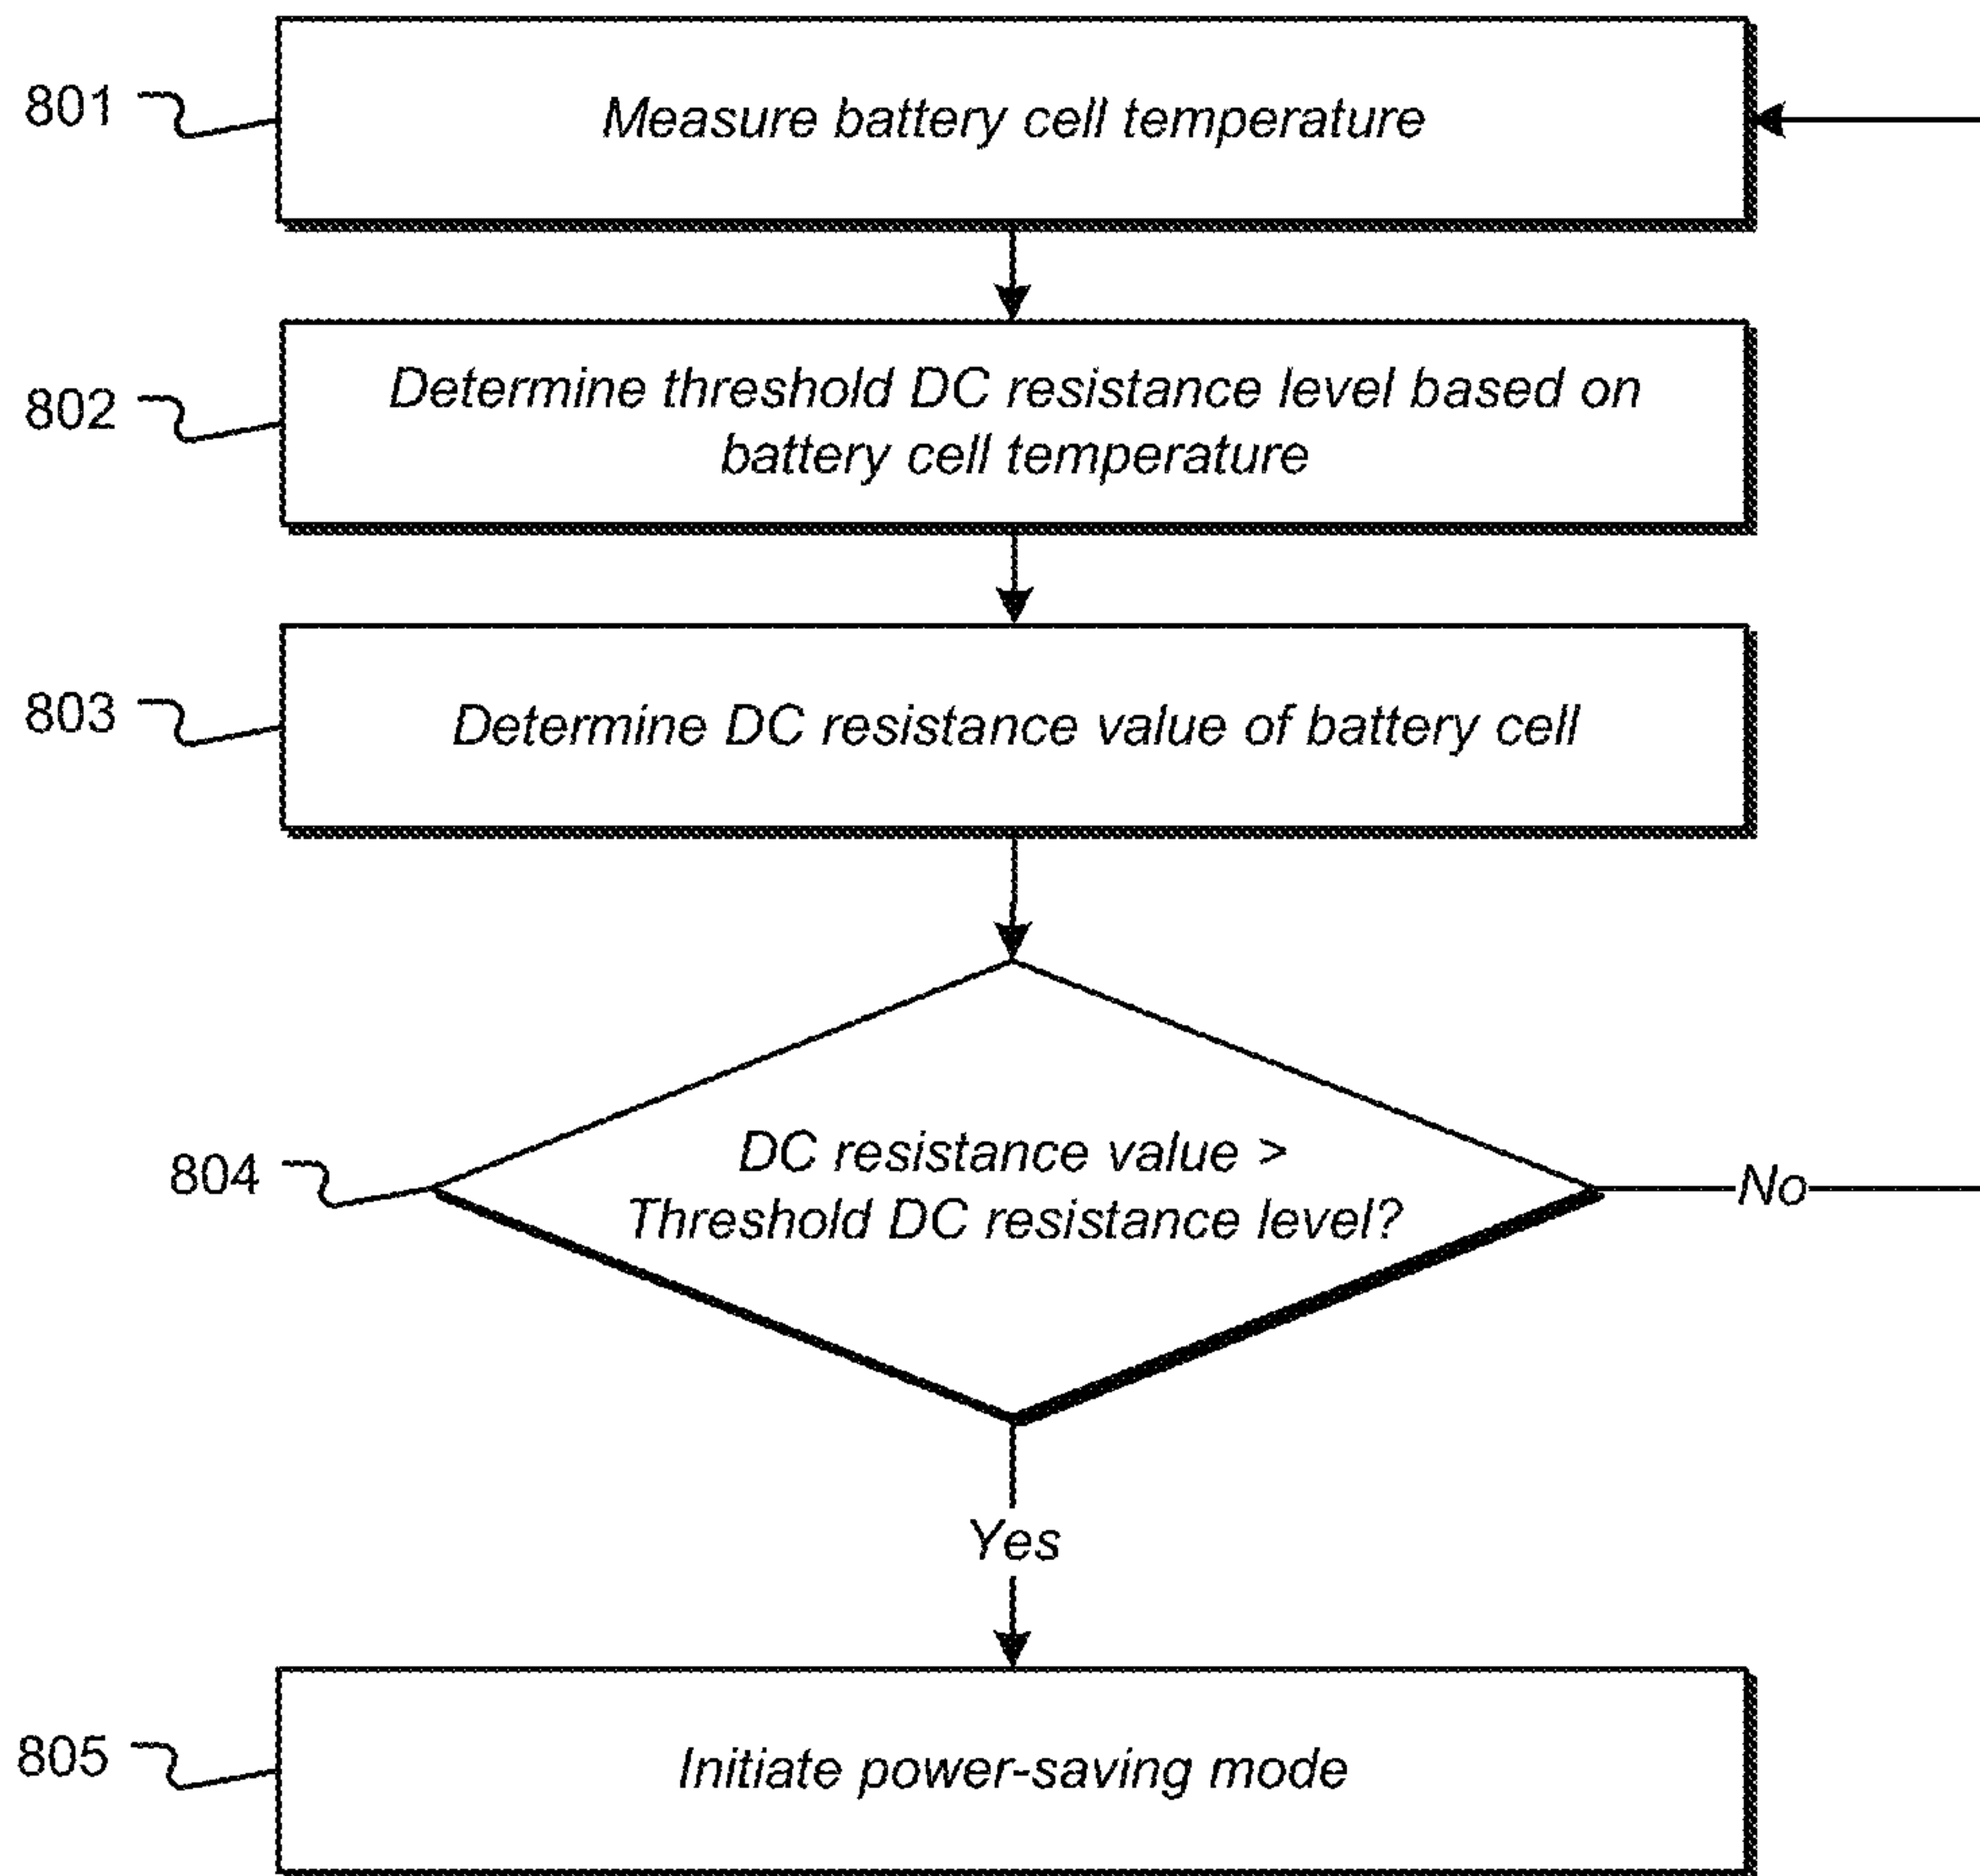 801
Measure battery cell temperature
802
Determine threshold DC resistance level based on
battery cell temperature
803
Determine DC resistance value of battery cell
804
DC resistance value >
Threshold DC resistance level?
No
Yes
805
Initiate power-saving mode